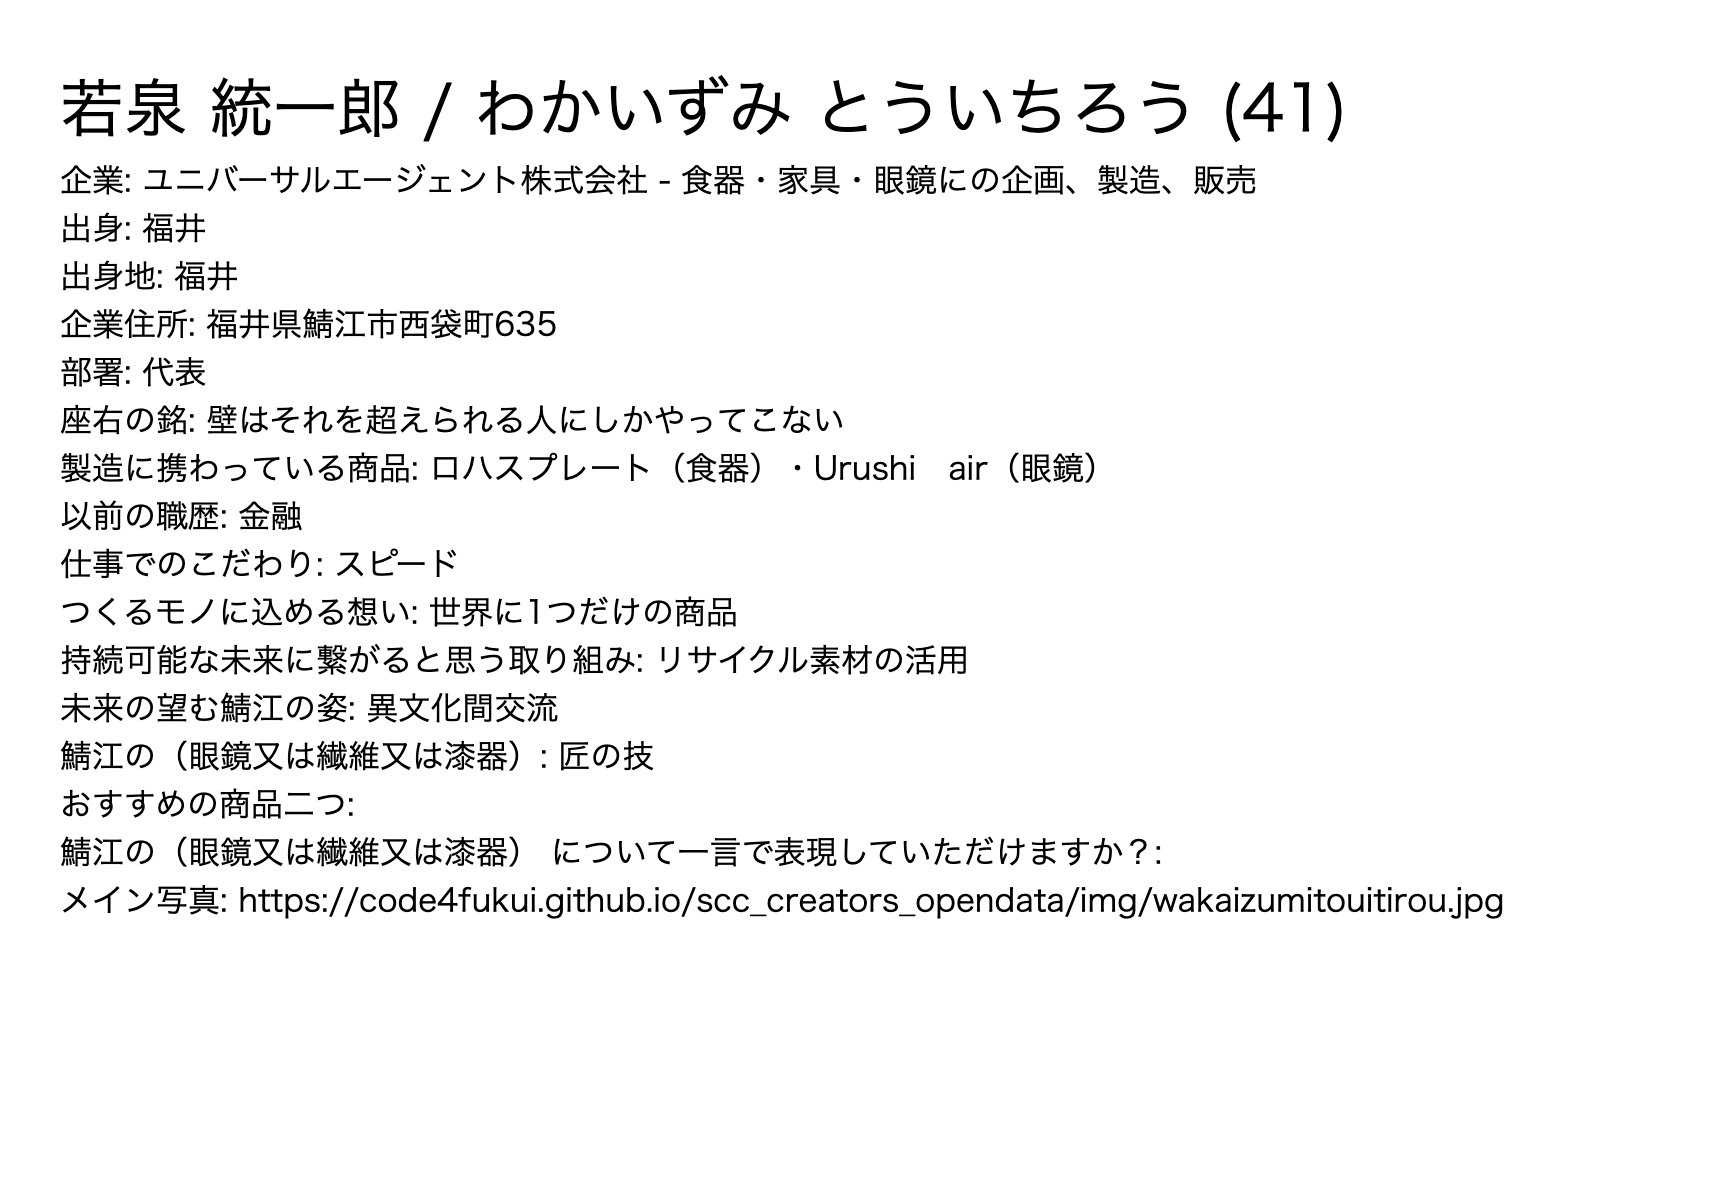 若泉 統一郎 / わかいずみ とういちろう (41)
企業: ユニバーサルエージェント株式会社 - 食器・家具・眼鏡にの企画、製造、販売
出身: 福井
出身地: 福井
企業住所: 福井県鯖江市西袋町635
部署: 代表
座右の銘: 壁はそれを超えられる人にしかやってこない
製造に携わっている商品: ロハスプレート（食器）・Urushi　air（眼鏡）
以前の職歴: 金融
仕事でのこだわり: スピード
つくるモノに込める想い: 世界に1つだけの商品
持続可能な未来に繋がると思う取り組み: リサイクル素材の活用
未来の望む鯖江の姿: 異文化間交流
鯖江の（眼鏡又は繊維又は漆器）: 匠の技
おすすめの商品二つ:
鯖江の（眼鏡又は繊維又は漆器） について一言で表現していただけますか？:
メイン写真: https://code4fukui.github.io/scc_creators_opendata/img/wakaizumitouitirou.jpg